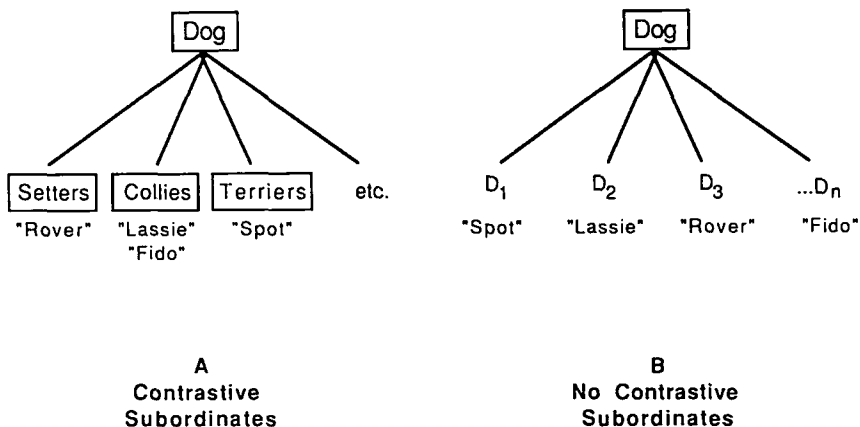 Dog
Setters Collies Terriers etc.
"Rover" "Lassie" "Spot"
"Fido"
A
Contrastive
Subordinates
Dog
D1 D2 D3 ...Dn
"Spot" "Lassie" "Rover" "Fido"
B
No Contrastive
Subordinates